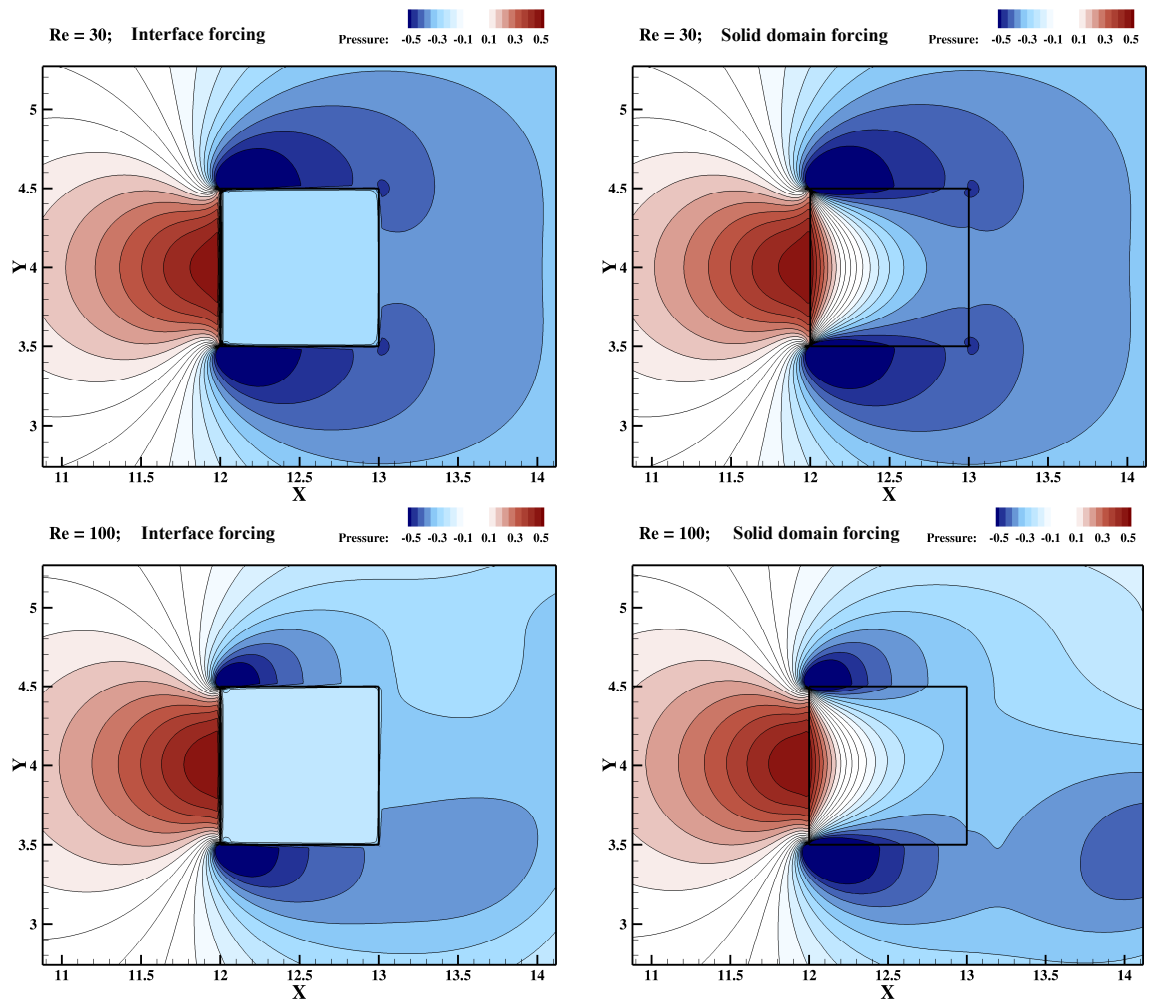 Re = 30; Interface forcing
Pressure: -0.5 -0.3 -0.1 0.1 0.3 0.5
Y
5
4.5
4
3.5
3
11 11.5 12 12.5 13 13.5 14
X
Re = 30; Solid domain forcing
Pressure: -0.5 -0.3 -0.1 0.1 0.3 0.5
Y
5
4.5
4
3.5
3
11 11.5 12 12.5 13 13.5 14
X
Re = 100; Interface forcing
Pressure: -0.5 -0.3 -0.1 0.1 0.3 0.5
Y
5
4.5
4
3.5
3
11 11.5 12 12.5 13 13.5 14
X
Re = 100; Solid domain forcing
Pressure: -0.5 -0.3 -0.1 0.1 0.3 0.5
Y
5
4.5
4
3.5
3
11 11.5 12 12.5 13 13.5 14
X